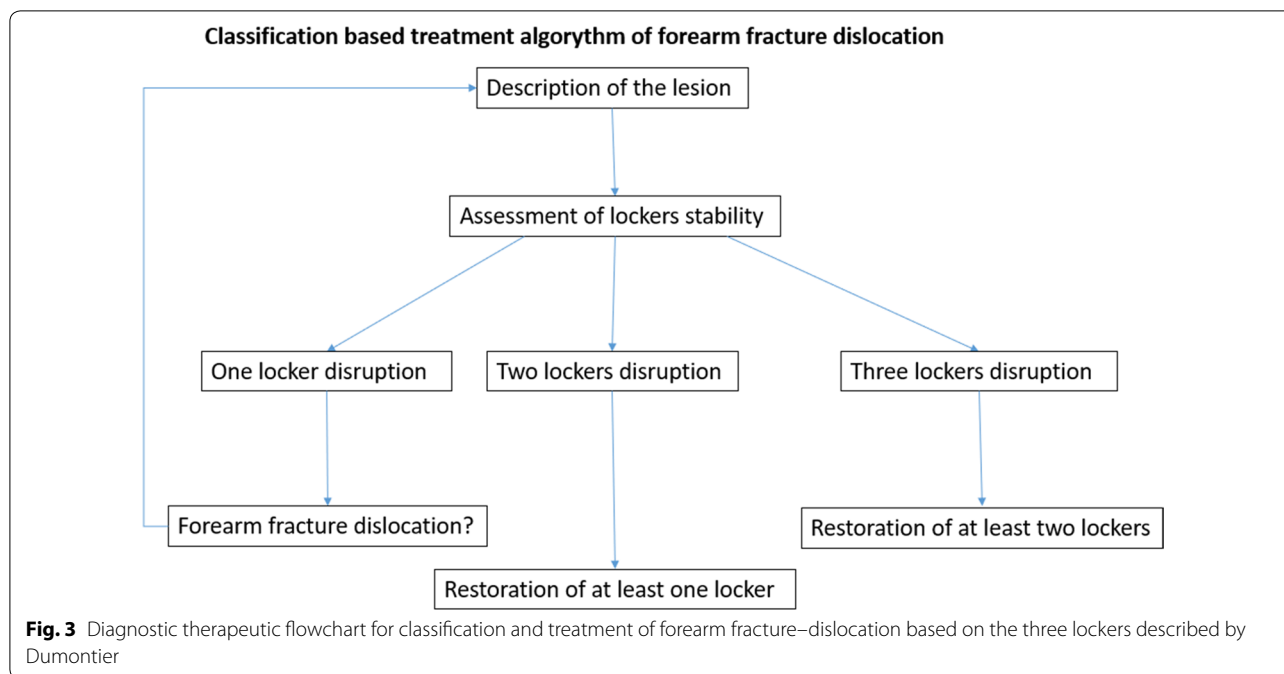 Classification based treatment algorythm of forearm fracture dislocation
Description of the lesion
Assessment of lockers stability
One locker disruption
Two lockers disruption
Three lockers disruption
Forearm fracture dislocation?
Restoration of at least two lockers
Restoration of at least one locker
Fig. 3 Diagnostic therapeutic flowchart for classification and treatment of forearm fracture–dislocation based on the three lockers described by
Dumontier